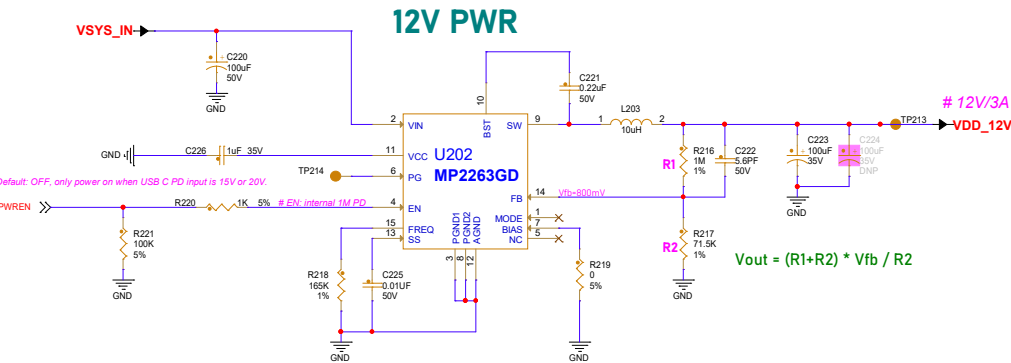 12V PWR
VSYS_IN
C220
100uF
50V
GND
C221
0.22uF
50V
10
BST
L203
1
2
10uH
# 12V/3A
TP213
VDD_12V
2
VIN
SW
9
GND
C226
1uF 35V
11
VCC
U202
MP2263GD
TP214
6
PG
R1
R216
1M
1%
C222
5.6PF
50V
C223
100uF
35V
C224
100uF
35V
DNP
GND
Default: OFF, only power on when USB C PD input is 15V or 20V.
PWREN
R220
1K 5%
# EN: internal 1M PD
4
EN
FB
14
Vfb=800mV
MODE
1
BIAS
7
NC
5
15
FREQ
13
SS
PGND1
PGND2
AGND
3
8
12
R221
100K
5%
GND
R218
165K
1%
C225
0.01UF
50V
GND
R219
0
5%
GND
R2
R217
71.5K
1%
GND
Vout = (R1+R2) * Vfb / R2